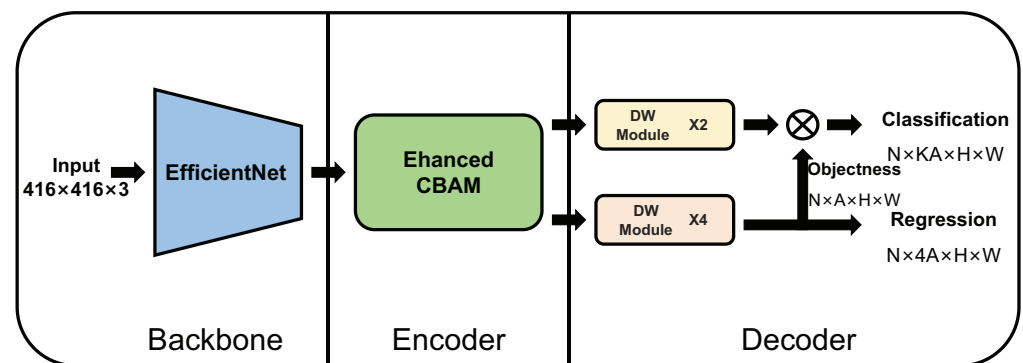 Input
416×416×3
EfficientNet
Ehanced
CBAM
DW
Module
X2
DW
Module
X4
Classification
N×KA×H×W
Objectness
N×A×H×W
Regression
N×4A×H×W
Backbone
Encoder
Decoder